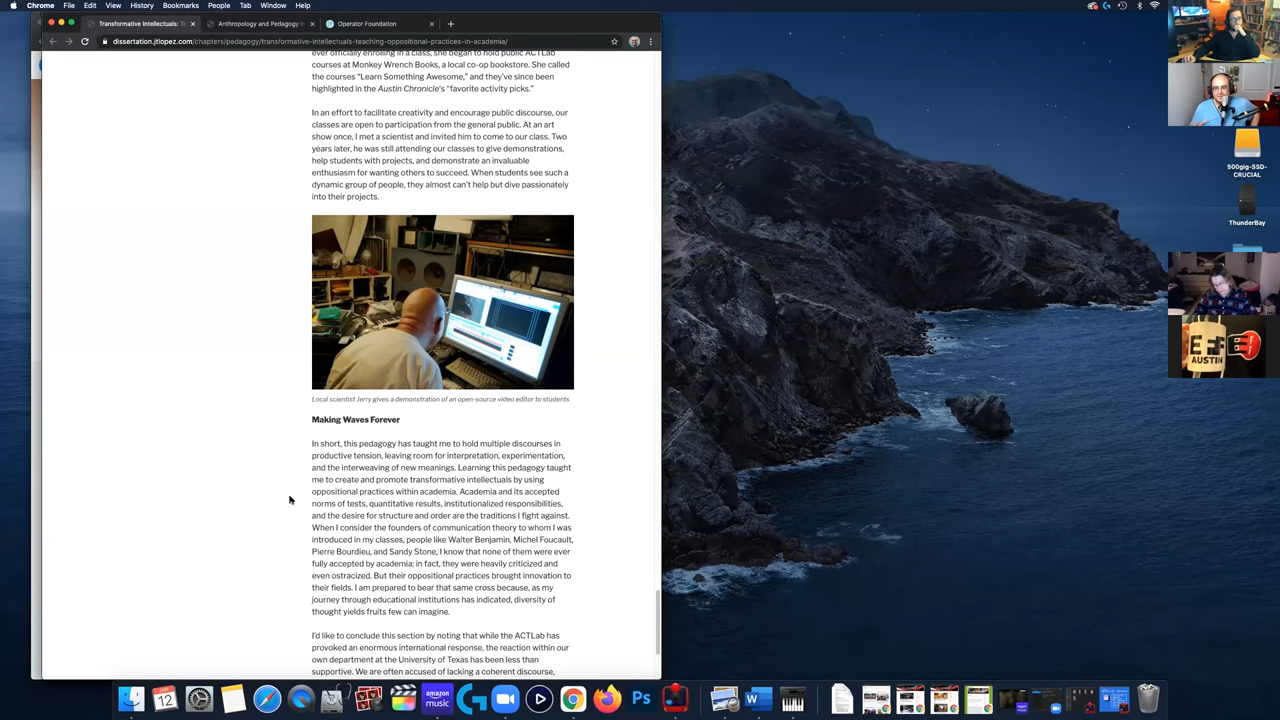 Chrome File Edit View History Bookmarks People Tab Window Help
Transformative Intellectuals: T
Anthropology and Pedagogy in
Operator Foundation
dissertation.jtlopez.com/chapters/pedagogy/transformative-intellectuals-teaching-oppositional-practices-in-academia/
ever officially enrolling in a class, she began to hold public ACTLab
courses at Monkey Wrench Books, a local co-op bookstore. She called
the courses “Learn Something Awesome,” and they’ve since been
highlighted in the Austin Chronicle‘s “favorite activity picks.”
In an effort to facilitate creativity and encourage public discourse, our
classes are open to participation from the general public. At an art
show once, I met a scientist and invited him to come to our class. Two
years later, he was still attending our classes to give demonstrations,
help students with projects, and demonstrate an invaluable
enthusiasm for wanting others to succeed. When students see such a
dynamic group of people, they almost can’t help but dive passionately
into their projects.
Local scientist Jerry gives a demonstration of an open-source video editor to students
Making Waves Forever
In short, this pedagogy has taught me to hold multiple discourses in
productive tension, leaving room for interpretation, experimentation,
and the interweaving of new meanings. Learning this pedagogy taught
me to create and promote transformative intellectuals by using
oppositional practices within academia. Academia and its accepted
norms of tests, quantitative results, institutionalized responsibilities,
and the desire for structure and order are the traditions I fight against.
When I consider the founders of communication theory to whom I was
introduced in my classes, people like Walter Benjamin, Michel Foucault,
Pierre Bourdieu, and Sandy Stone, I know that none of them were ever
fully accepted by academia; in fact, they were heavily criticized and
even ostracized. But their oppositional practices brought innovation to
their fields. I am prepared to bear that same cross because, as my
journey through educational institutions has indicated, diversity of
thought yields fruits few can imagine.
I’d like to conclude this section by noting that while the ACTLab has
provoked an enormous international response, the reaction within our
own department at the University of Texas has been less than
supportive. We are often accused of lacking a coherent discourse,
500gig-SSD-
CRUCIAL
ThunderBay
EFF
AUSTIN
JAN
12
amazon
music
Ps
W